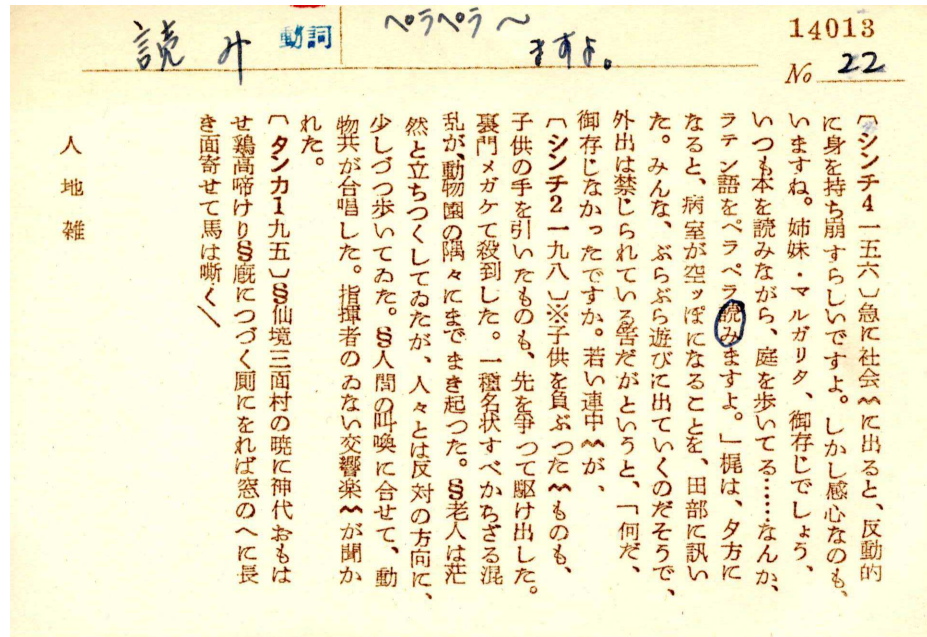 読み
動詞
ペラペラ〜
ますよ。
14013
No 22
〔シンチ4 一五六〕急に社会〰に出ると、反動的
に身を持ち崩すらしいですよ。しかし感心なのも、
いますね。姉妹・マルガリタ、御存じでしょう、
いつも本を読みながら、庭を歩いてる……なんか、
ラテン語をペラペラ読みますよ。」梶は、夕方に
なると、病室が空ッぽになることを、田部に訊い
た。みんな、ぶらぶら遊びに出ていくのだそうで、
外出は禁じられている筈だがというと、「何だ、
御存じなかったですか。若い連中〰が、
〔シンチ2 一九八〕※子供を負ぶつた〰ものも、
子供の手を引いたものも、先を争つて駆け出した。
裏門メガケて殺到した。一種名状すべからざる混
乱が、動物園の隅々にまでまき起つた。§老人は茫
然と立ちつくしてゐたが、人々とは反対の方向に、
少しづつ歩いてゐた。§人間の叫喚に合せて、動
物共が合唱した。指揮者のゐない交響楽〰が聞か
れた。
〔タンカ1 九五〕§仙境三面村の暁に神代おもは
せ鶏高啼けり§厩につづく厠にをれば窓のへに長
き面寄せて馬は嘶く〵
人地雑